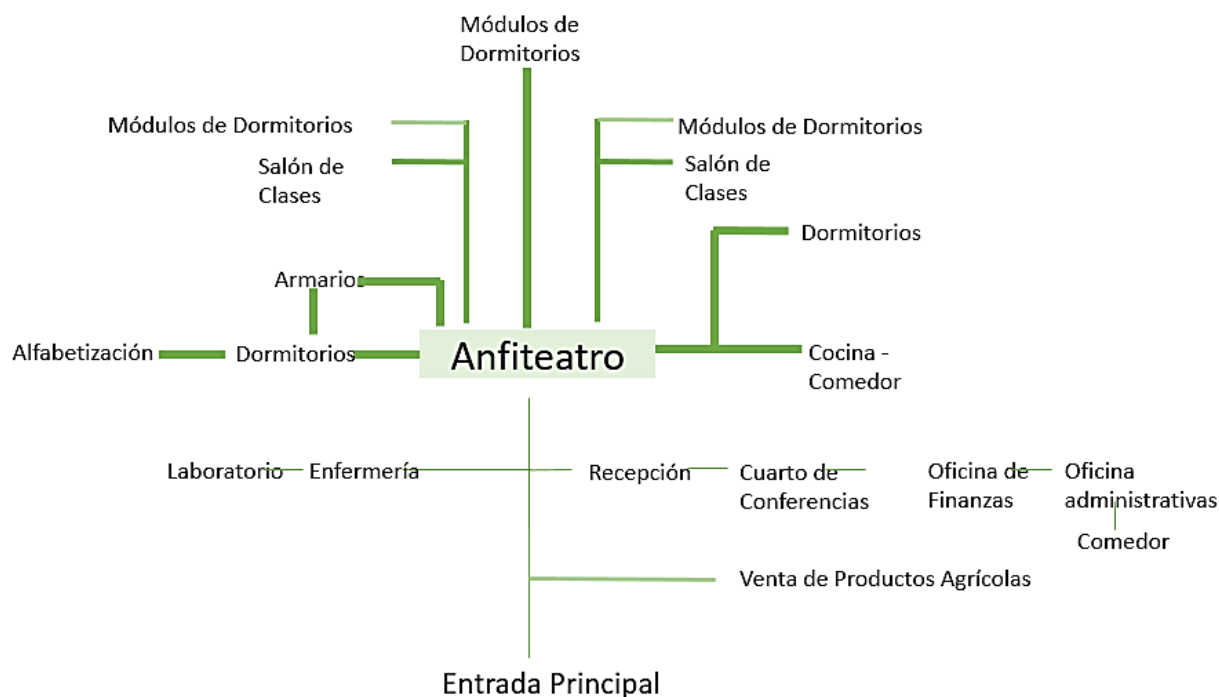 Módulos de
Dormitorios
Módulos de Dormitorios
Módulos de Dormitorios
Salón de
Clases
Salón de
Clases
Dormitorios
Armarios
Alfabetización
Dormitorios
Anfiteatro
Cocina -
Comedor
Laboratorio
Enfermería
Recepción
Cuarto de
Conferencias
Oficina de
Finanzas
Oficina
administrativas
Comedor
Venta de Productos Agrícolas
Entrada Principal